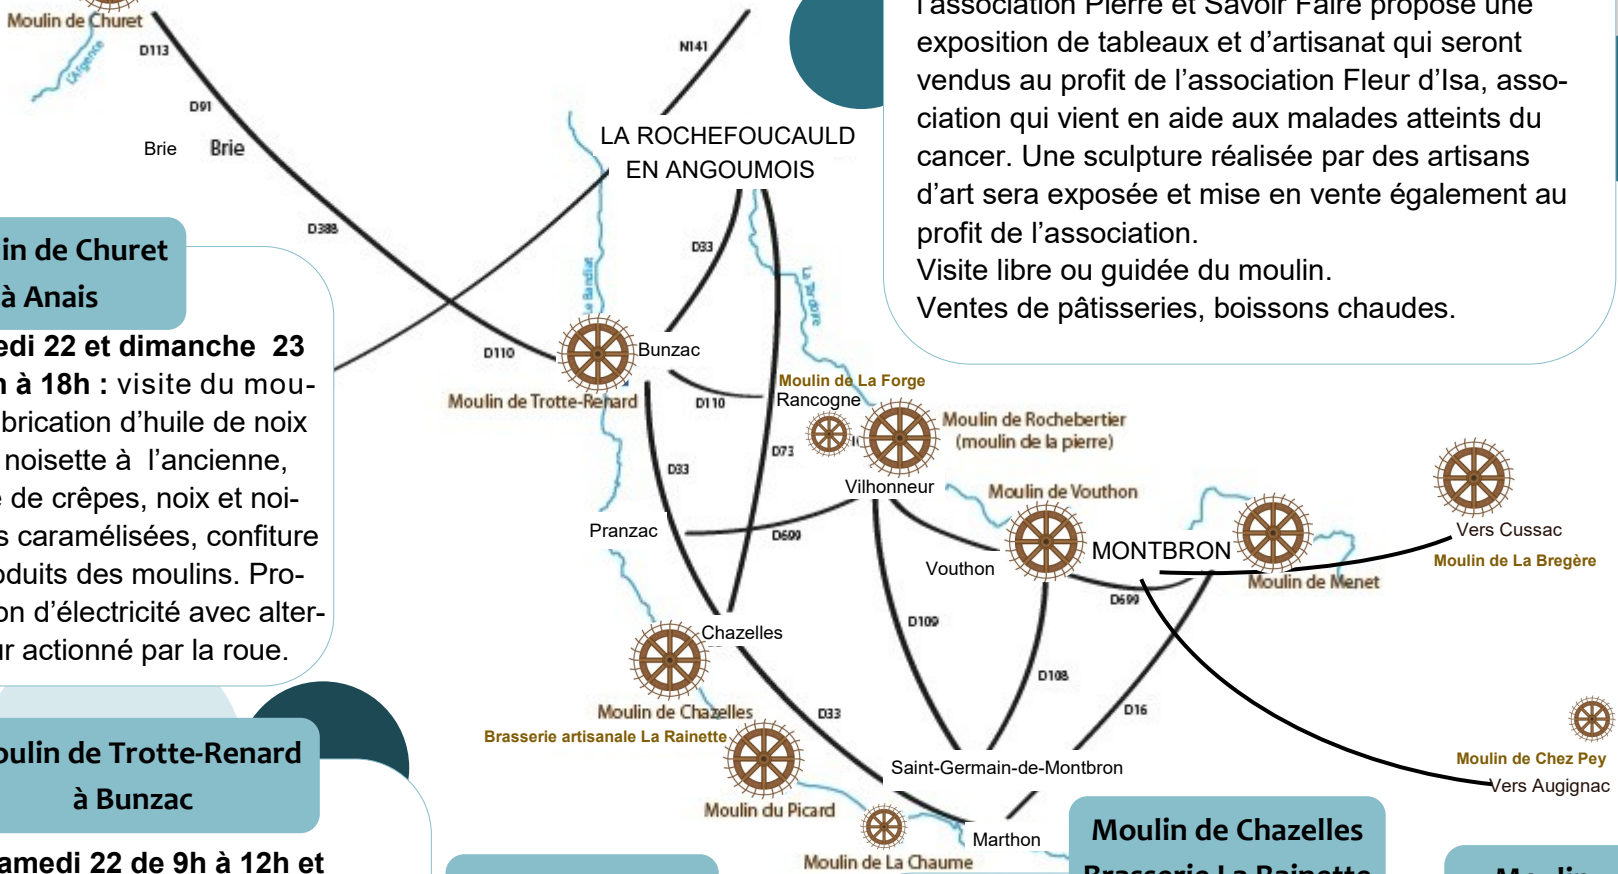 Moulin de Churet
L'Argence
D113
D91
Brie
Brie
D388
N141
LA ROCHEFOUCAULD
EN ANGOUMOIS
l'association Pierre et Savoir Faire propose une
exposition de tableaux et d'artisanat qui seront
vendus au profit de l'association Fleur d'Isa, asso-
ciation qui vient en aide aux malades atteints du
cancer. Une sculpture réalisée par des artisans
d'art sera exposée et mise en vente également au
profit de l'association.
Visite libre ou guidée du moulin.
Ventes de pâtisseries, boissons chaudes.
in de Churet
à Anais
edi 22 et dimanche 23
h à 18h : visite du mou-
brication d'huile de noix
noisette à l'ancienne,
e de crêpes, noix et noi-
s caramélisées, confiture
oduits des moulins. Pro-
on d'électricité avec alter-
ur actionné par la roue.
Le Bandiat
D33
La Tardoire
D110
Bunzac
Moulin de Trotte-Renard
D110
Moulin de La Forge
Rancogne
Moulin de Rochebertier
(moulin de la pierre)
D73
D33
Vilhonneur
Pranzac
D699
Moulin de Vouthon
Vouthon
MONTBRON
Vers Cussac
Moulin de La Bregère
Moulin de Menet
D699
D109
Chazelles
D108
D16
Moulin de Chazelles
Brasserie artisanale La Rainette
D33
Moulin de Chez Pey
Vers Augignac
Saint-Germain-de-Montbron
Moulin du Picard
Marthon
Moulin de La Chaume
oulin de Trotte-Renard
à Bunzac
amedi 22 de 9h à 12h et
Moulin de Chazelles
Brasserie La Rainette
Moulin